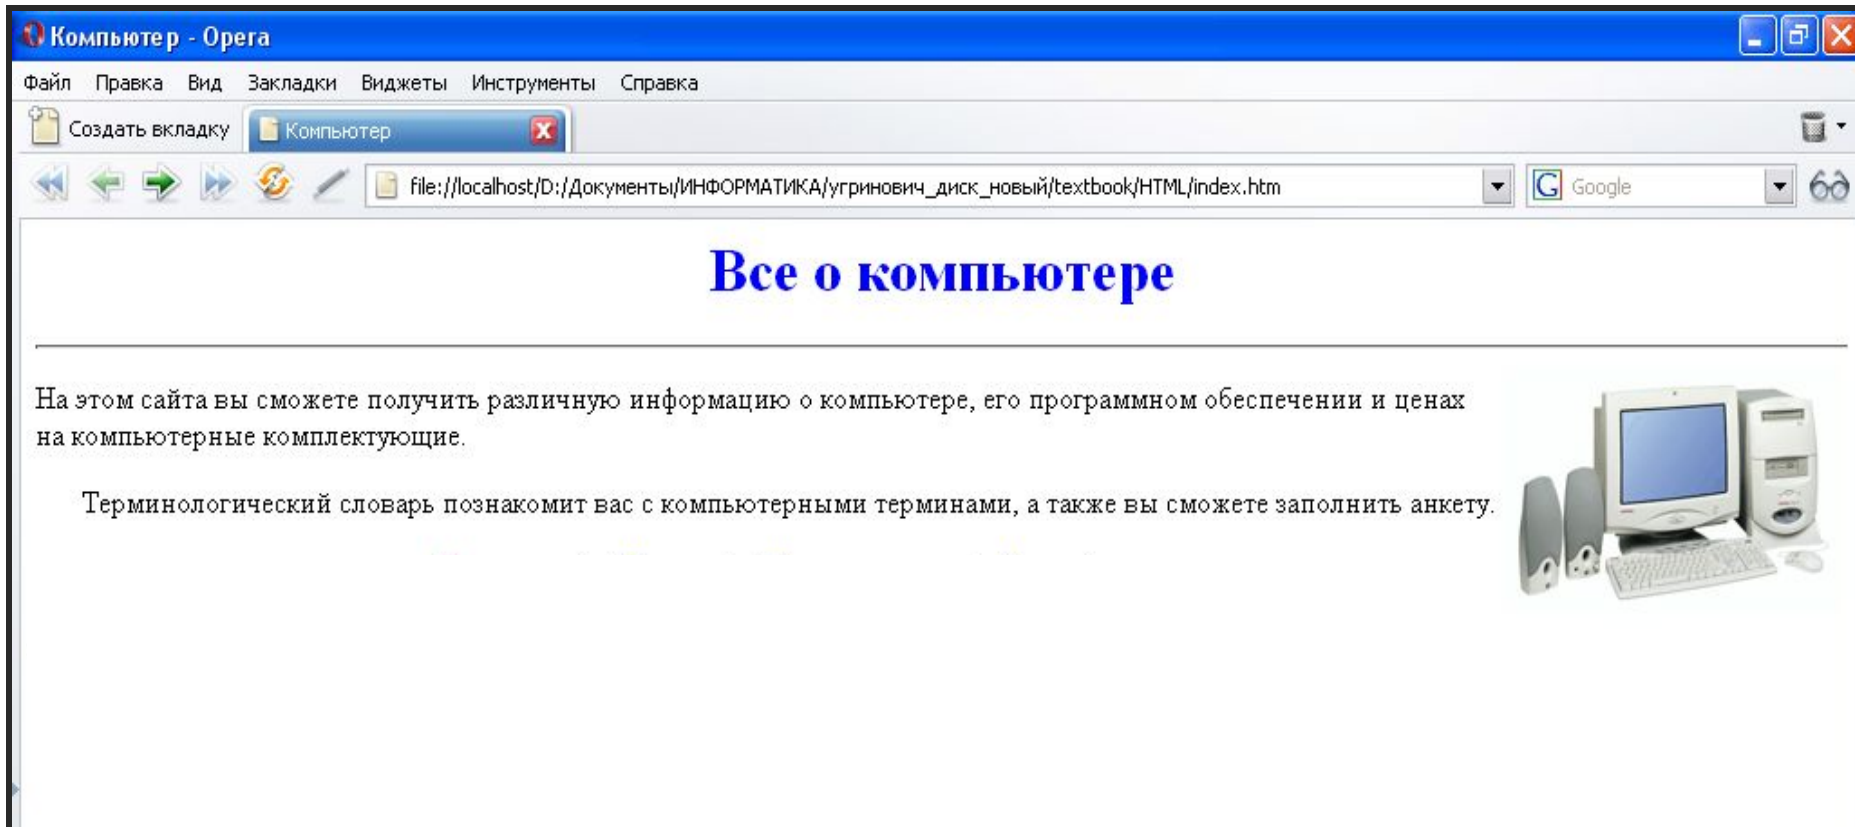 Компьютер - Opera
Файл Правка Вид Закладки Виджеты Инструменты Справка
Создать вкладку Компьютер
file://localhost/D:/Документы/ИНФОРМАТИКА/угринович_диск_новый/textbook/HTML/index.htm G Google
Все о компьютере
На этом сайта вы сможете получить различную информацию о компьютере, его программном обеспечении и ценах
на компьютерные комплектующие.
Терминологический словарь познакомит вас с компьютерными терминами, а также вы сможете заполнить анкету.